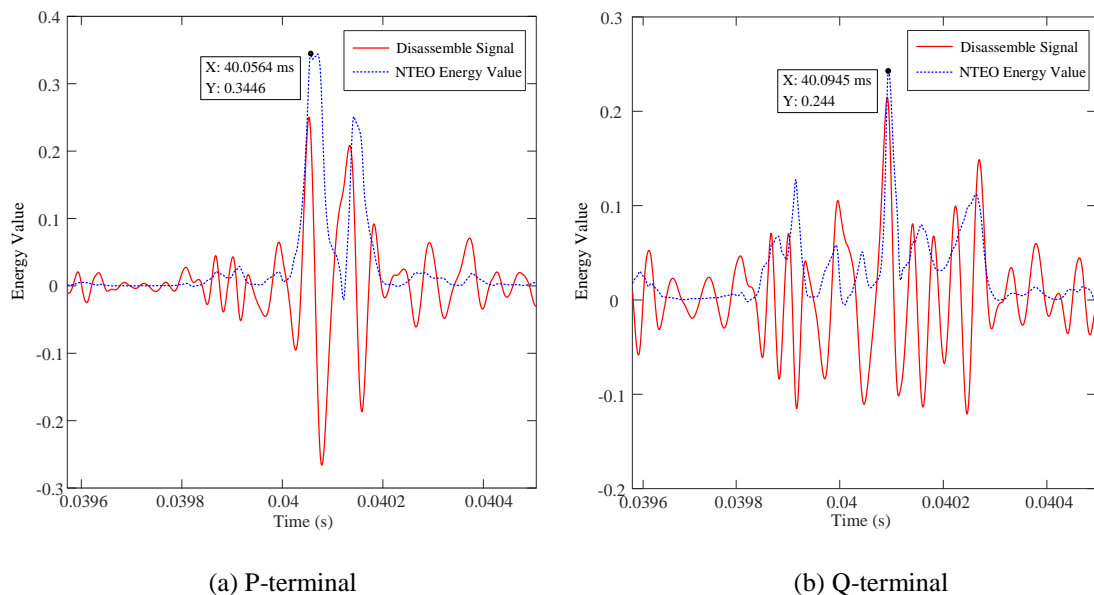 0.4
0.3
0.2
0.1
0
-0.1
-0.2
-0.3
Energy Value
X: 40.0564 ms
Y: 0.3446
Disassemble Signal
NTEO Energy Value
0.0396
0.0398
0.04
0.0402
0.0404
Time (s)
(a) P-terminal
0.3
0.2
0.1
0
-0.1
-0.2
Energy Value
X: 40.0945 ms
Y: 0.244
Disassemble Signal
NTEO Energy Value
0.0396
0.0398
0.04
0.0402
0.0404
Time (s)
(b) Q-terminal